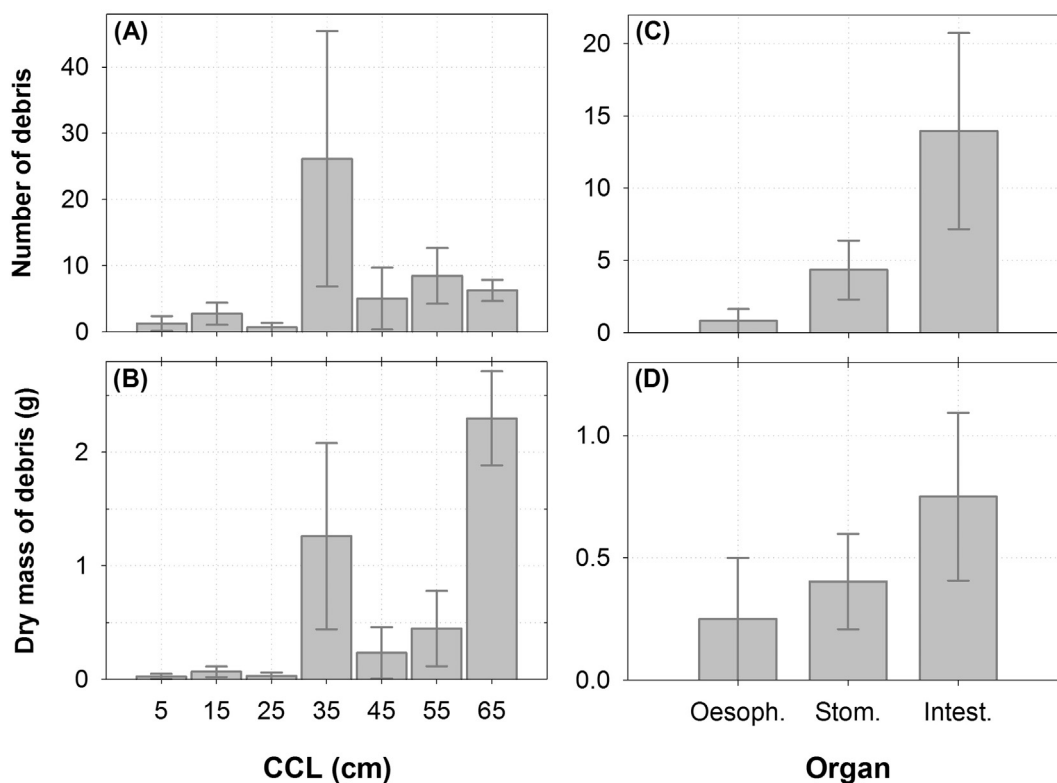 (A)
Number of debris
40
30
20
10
0
(B)
Dry mass of debris (g)
2
1
0
5 15 25 35 45 55 65
CCL (cm)
(C)
20
15
10
5
0
(D)
1.0
0.5
0.0
Oesoph. Stom. Intest.
Organ